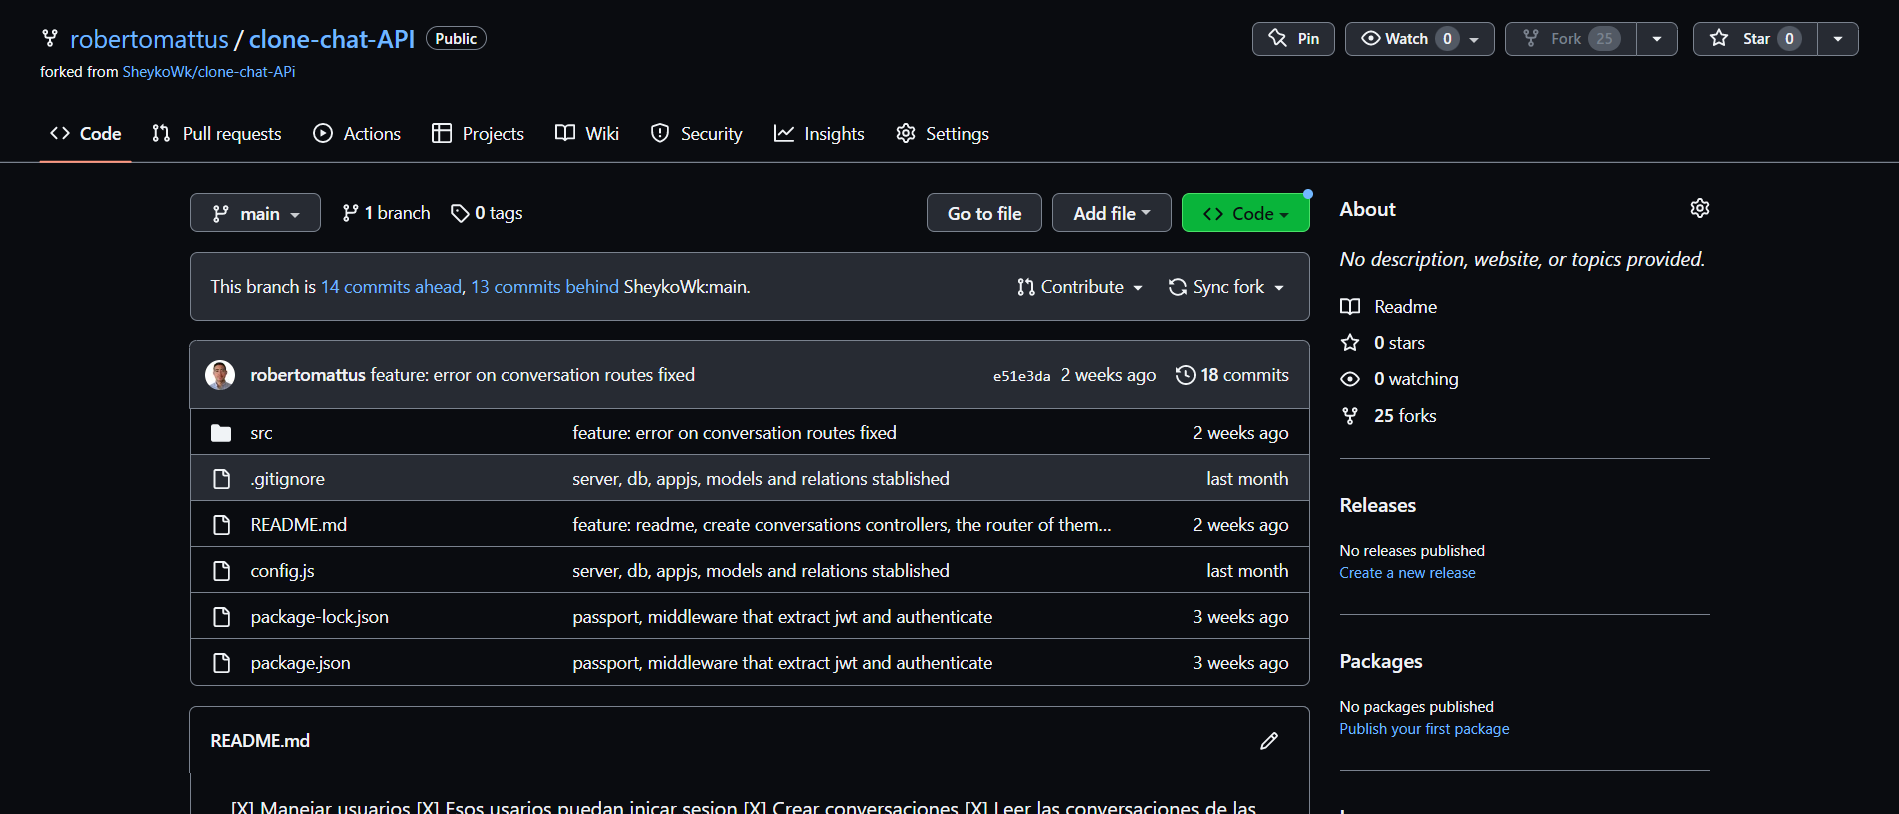 robertomattus / clone-chat-API Public
Pin Watch 0 Fork 25 Star 0
forked from SheykoWk/clone-chat-APi
Code Pull requests Actions Projects Wiki Security Insights Settings
main 1 branch 0 tags Go to file Add file Code
This branch is 14 commits ahead, 13 commits behind SheykoWk:main. Contribute Sync fork
robertomattus feature: error on conversation routes fixed e51e3da 2 weeks ago 18 commits
src feature: error on conversation routes fixed 2 weeks ago
.gitignore server, db, appjs, models and relations stablished last month
README.md feature: readme, create conversations controllers, the router of them... 2 weeks ago
config.js server, db, appjs, models and relations stablished last month
package-lock.json passport, middleware that extract jwt and authenticate 3 weeks ago
package.json passport, middleware that extract jwt and authenticate 3 weeks ago
README.md
[X] Manejar usuarios [X] Esos usarios puedan inicar sesion [X] Crear conversaciones [X] Leer las conversaciones de las
About
No description, website, or topics provided.
Readme
0 stars
0 watching
25 forks
Releases
No releases published
Create a new release
Packages
No packages published
Publish your first package